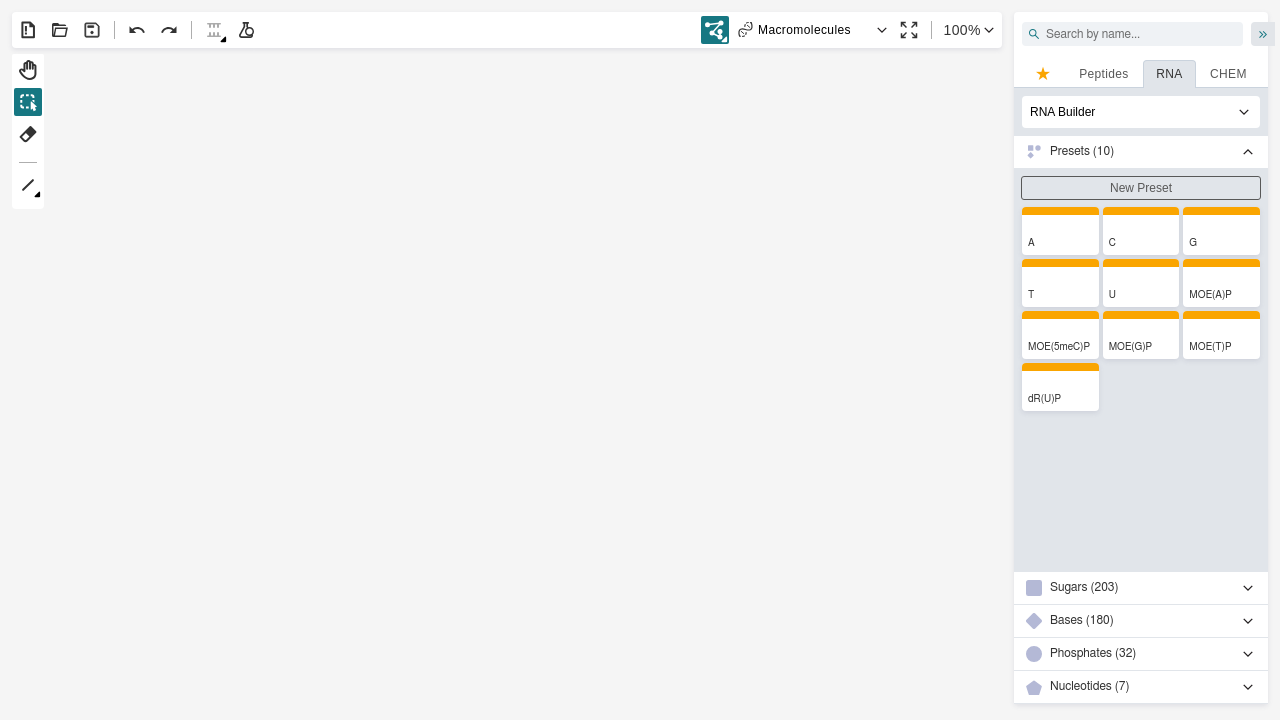 Macromolecules
100%
Search by name...
Peptides
RNA
CHEM
RNA Builder
Presets (10)
New Preset
A
C
G
T
U
MOE(A)P
MOE(5meC)P
MOE(G)P
MOE(T)P
dR(U)P
Sugars (203)
Bases (180)
Phosphates (32)
Nucleotides (7)